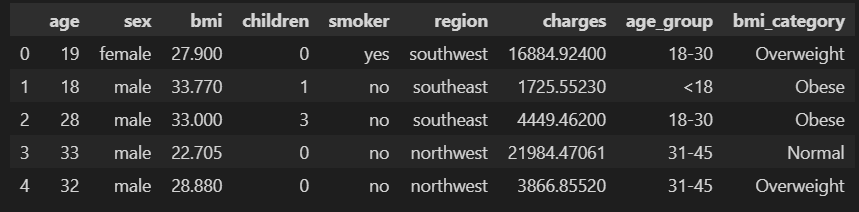 age sex bmi children smoker region charges age_group bmi_category
0 19 female 27.900 0 yes southwest 16884.92400 18-30 Overweight
1 18 male 33.770 1 no southeast 1725.55230 <18 Obese
2 28 male 33.000 3 no southeast 4449.46200 18-30 Obese
3 33 male 22.705 0 no northwest 21984.47061 31-45 Normal
4 32 male 28.880 0 no northwest 3866.85520 31-45 Overweight